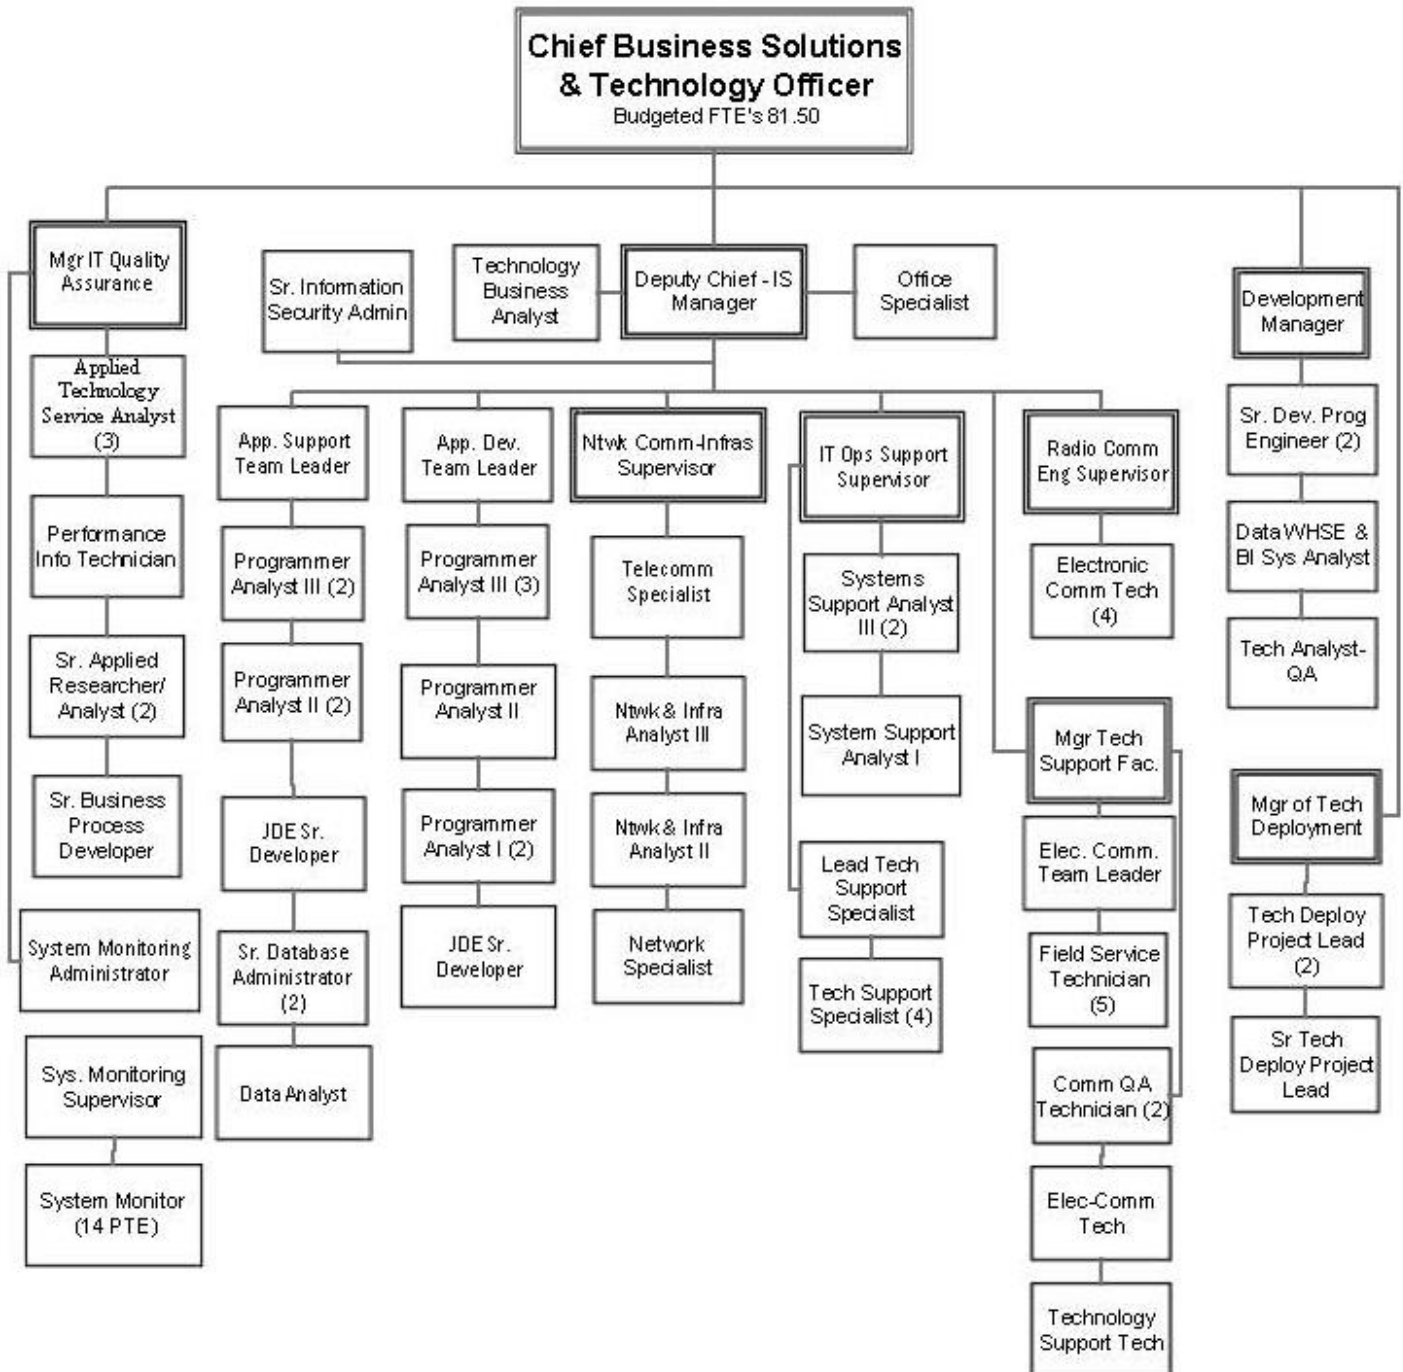 Chief Business Solutions
& Technology Officer
Budgeted FTE's 81.50
Mgr IT Quality
Assurance
Applied
Technology
Service Analyst
(3)
Performance
Info Technician
Sr. Applied
Researcher/
Analyst (2)
Sr. Business
Process
Developer
System Monitoring
Administrator
Sys. Monitoring
Supervisor
System Monitor
(14 PTE)
Sr. Information
Security Admin
Technology
Business
Analyst
Deputy Chief - IS
Manager
Office
Specialist
App. Support
Team Leader
Programmer
Analyst III (2)
Programmer
Analyst II (2)
JDE Sr.
Developer
Sr. Database
Administrator
(2)
Data Analyst
App. Dev.
Team Leader
Programmer
Analyst III (3)
Programmer
Analyst II
Programmer
Analyst I (2)
JDE Sr.
Developer
Ntwk Comm-Infras
Supervisor
Telecomm
Specialist
Ntwk & Infra
Analyst III
Ntwk & Infra
Analyst II
Network
Specialist
IT Ops Support
Supervisor
Systems
Support Analyst
III (2)
System Support
Analyst I
Lead Tech
Support
Specialist
Tech Support
Specialist (4)
Radio Comm
Eng Supervisor
Electronic
Comm Tech
(4)
Mgr Tech
Support Fac.
Elec. Comm.
Team Leader
Field Service
Technician
(5)
Comm QA
Technician (2)
Elec-Comm
Tech
Technology
Support Tech
Development
Manager
Sr. Dev. Prog
Engineer (2)
Data WHSE &
BI Sys Analyst
Tech Analyst-
QA
Mgr of Tech
Deployment
Tech Deploy
Project Lead
(2)
Sr Tech
Deploy Project
Lead